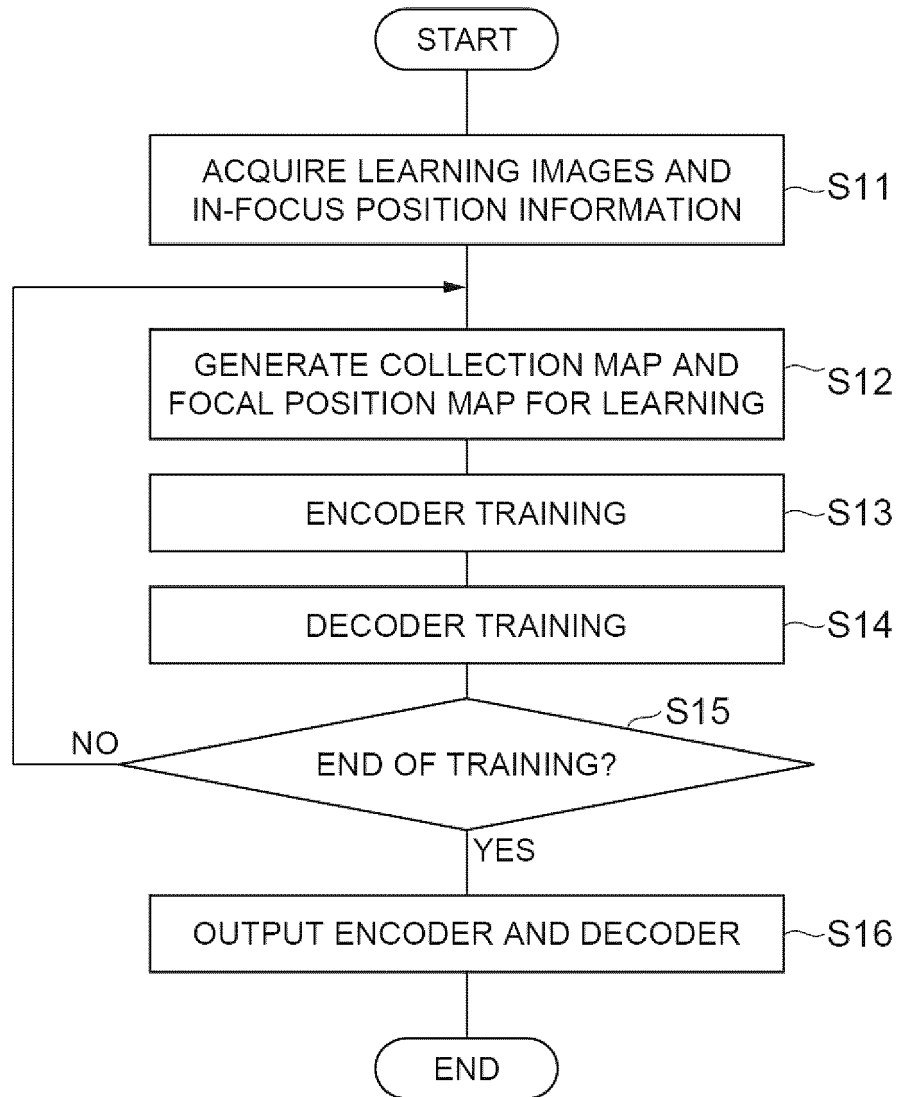 START
ACQUIRE LEARNING IMAGES AND
IN-FOCUS POSITION INFORMATION
S11
GENERATE COLLECTION MAP AND
FOCAL POSITION MAP FOR LEARNING
S12
ENCODER TRAINING
S13
DECODER TRAINING
S14
S15
NO
END OF TRAINING?
YES
OUTPUT ENCODER AND DECODER
S16
END